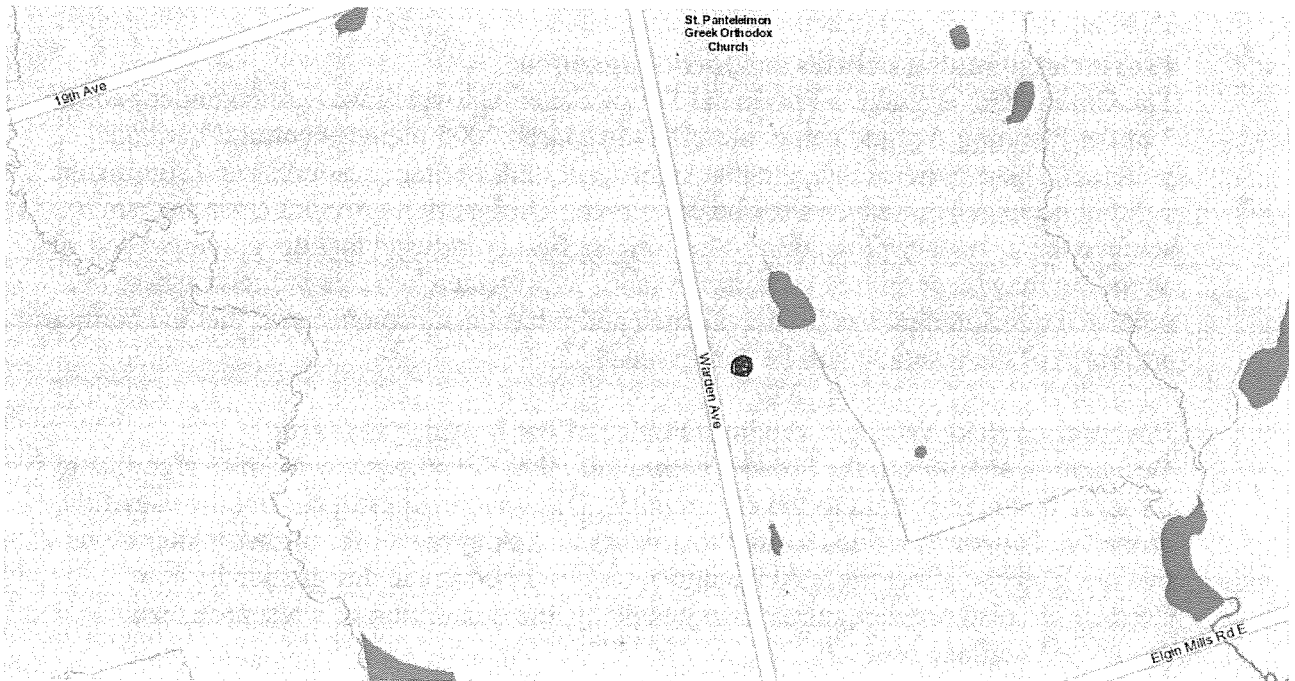 St. Panteleimon
Greek Orthodox
Church
19th Ave
Warden Ave
Elgin Mills Rd E